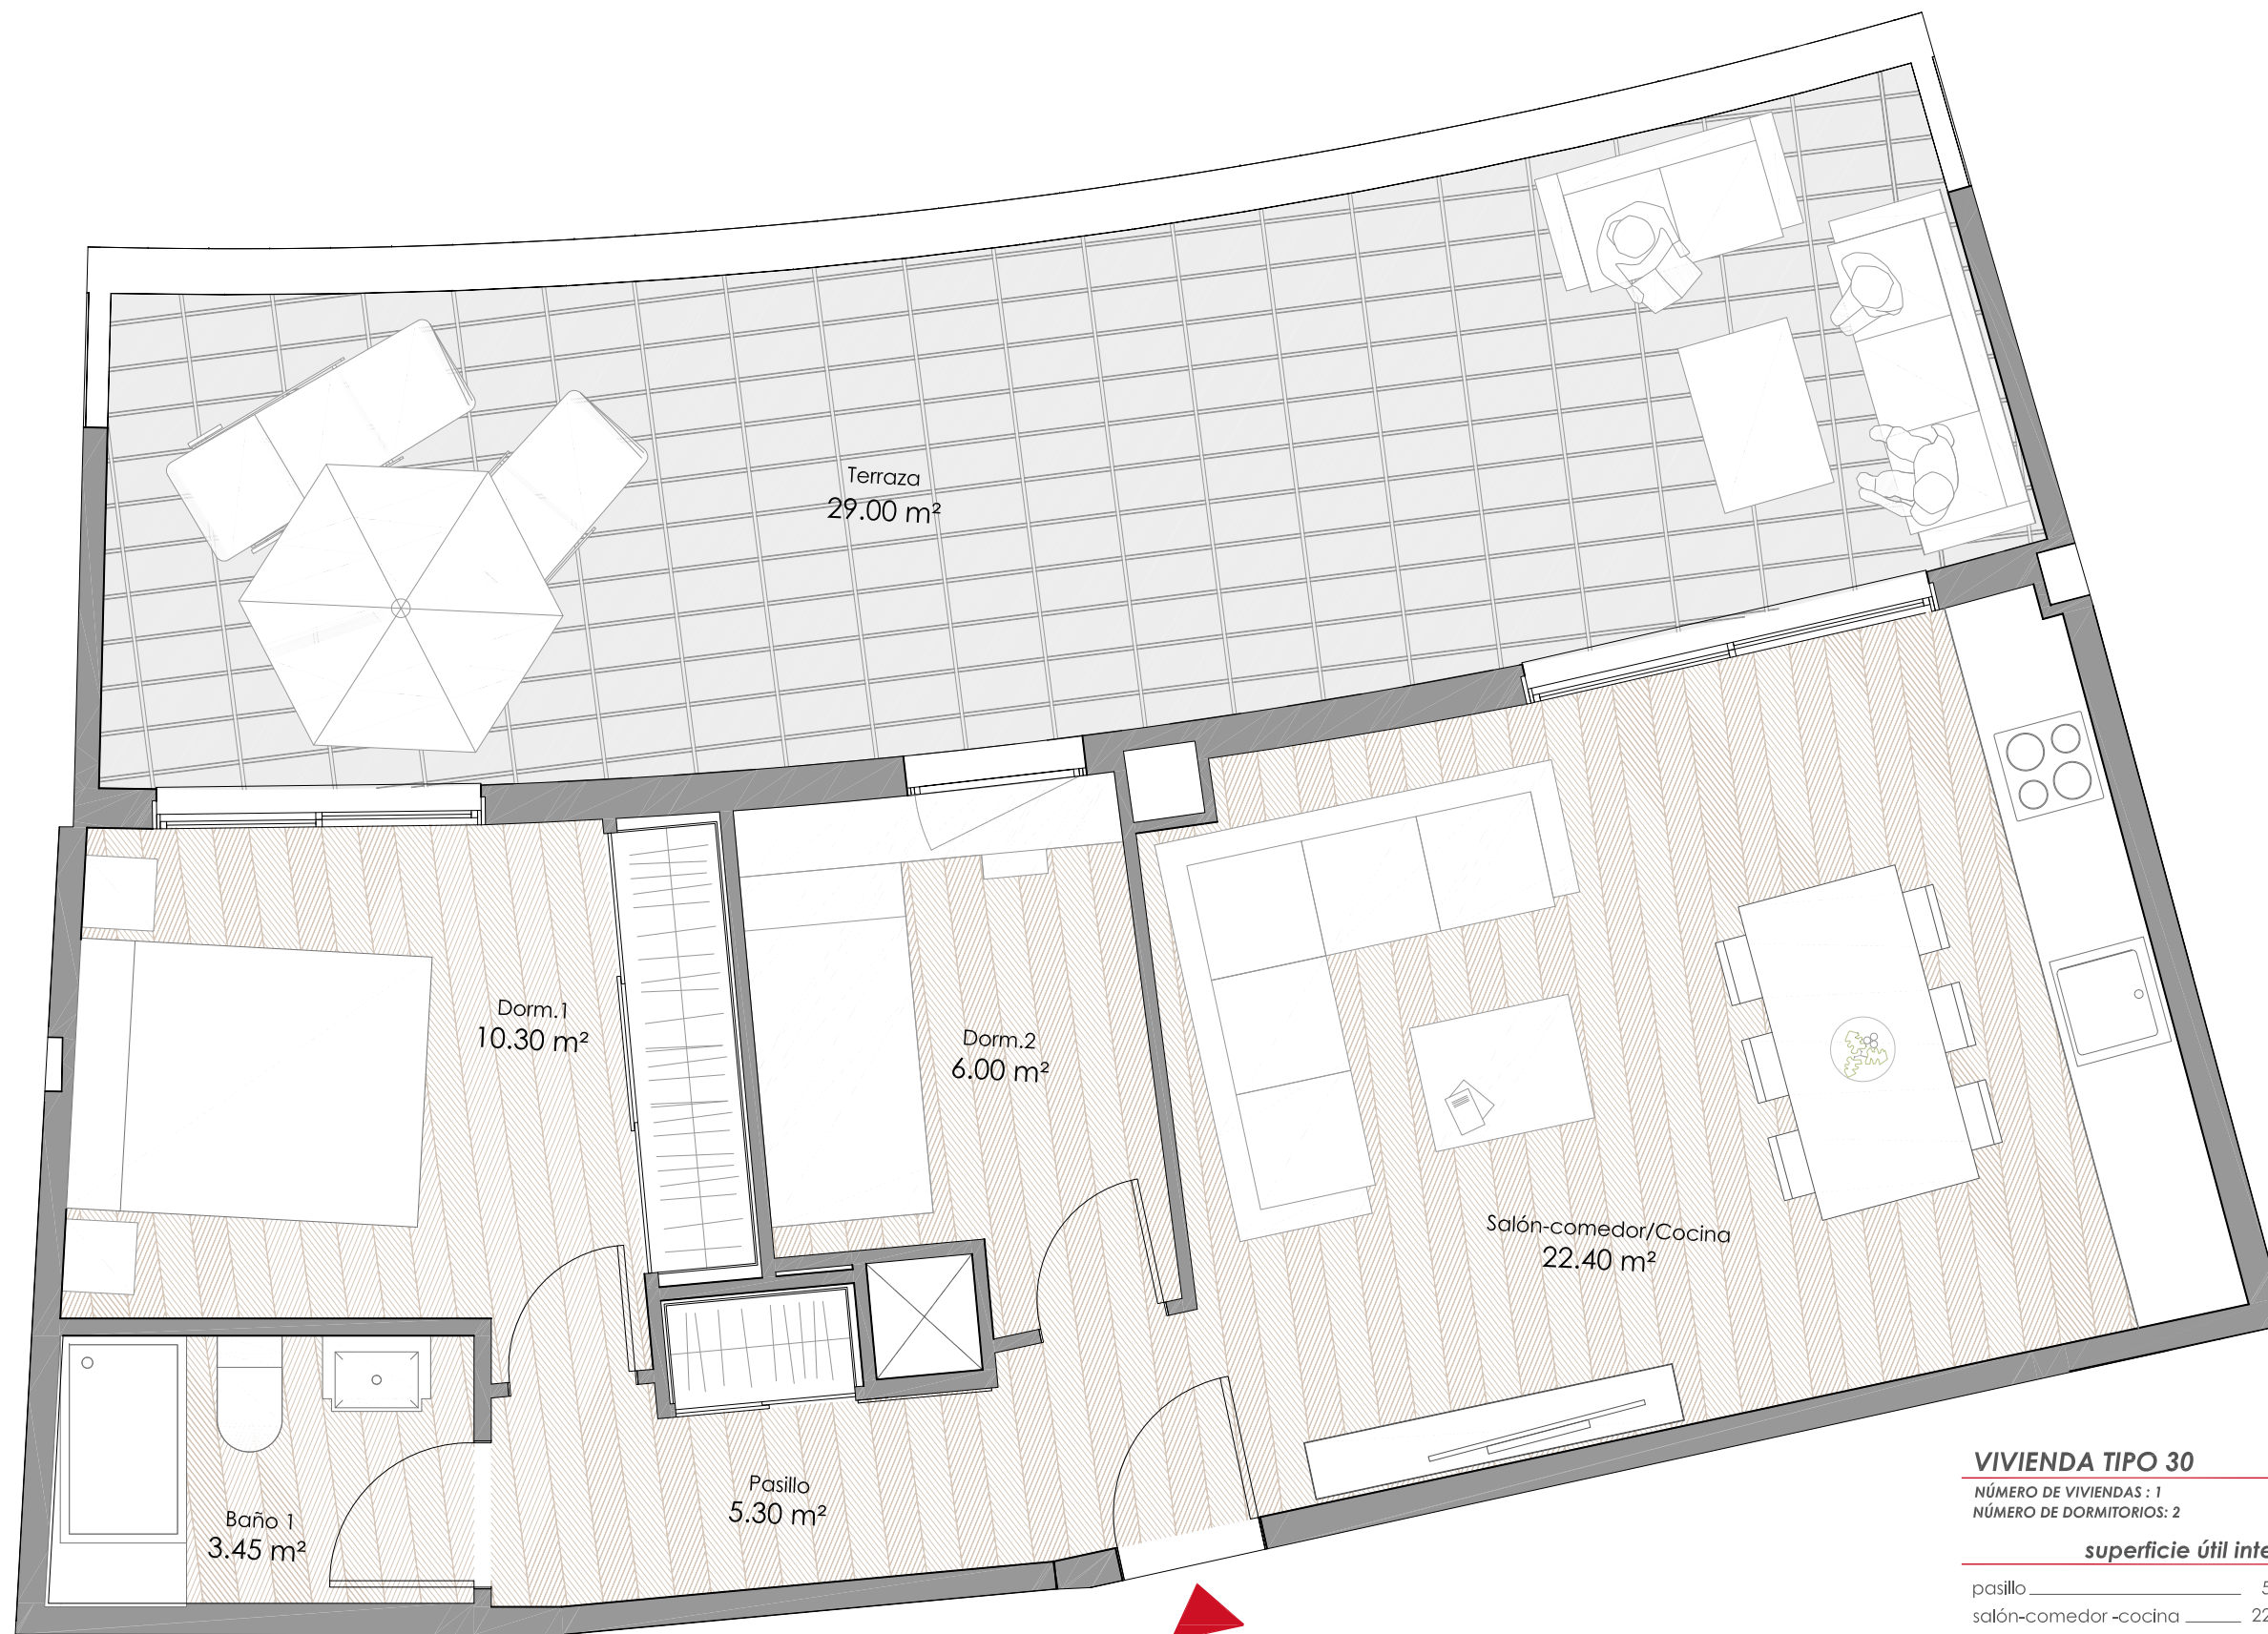 Terraza
29.00 m²
Dorm.1
10.30 m²
Dorm.2
6.00 m²
Salón-comedor/Cocina
22.40 m²
Pasillo
5.30 m²
Baño 1
3.45 m²
VIVIENDA TIPO 30
NÚMERO DE VIVIENDAS : 1
NÚMERO DE DORMITORIOS: 2
superficie útil
pasillo
salón-comedor -cocina